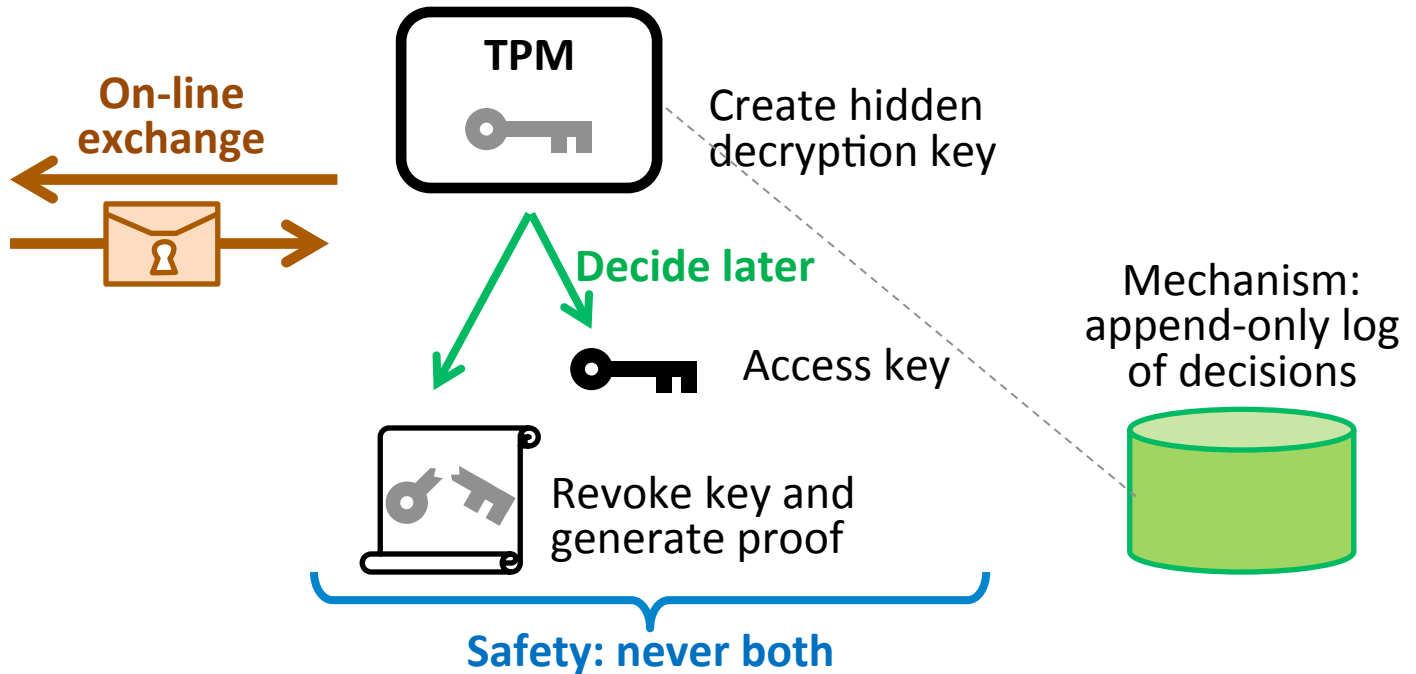 TPM
On-line
exchange
Create hidden
decryption key
Decide later
Mechanism:
append-only log
of decisions
Access key
Revoke key and
generate proof
Safety: never both